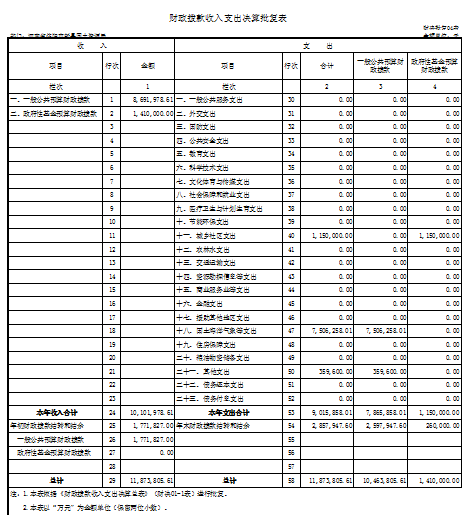 财政拨款收入支出决算批复表
收 入 支 出
项目 行次 金额 项目 行次 合计 一般公共预算财政拨款 政府性基金预算财政拨款
栏次 1 栏次 2 3 4
一、一般公共预算财政拨款 1 8,691,978.61 一、一般公共服务支出 30 0.00 0.00 0.00
二、政府性基金预算财政拨款 2 1,410,000.00 二、外交支出 31 0.00 0.00 0.00
3 三、国防支出 32 0.00 0.00 0.00
4 四、公共安全支出 33 0.00 0.00 0.00
5 五、教育支出 34 0.00 0.00 0.00
6 六、科学技术支出 35 0.00 0.00 0.00
7 七、文化体育与传媒支出 36 0.00 0.00 0.00
8 八、社会保障和就业支出 37 0.00 0.00 0.00
9 九、医疗卫生与计划生育支出 38 0.00 0.00 0.00
10 十、节能环保支出 39 0.00 0.00 0.00
11 十一、城乡社区支出 40 1,150,000.00 0.00 1,150,000.00
12 十二、农林水支出 41 0.00 0.00 0.00
13 十三、交通运输支出 42 0.00 0.00 0.00
14 十四、资源勘探信息等支出 43 0.00 0.00 0.00
15 十五、商业服务业等支出 44 0.00 0.00 0.00
16 十六、金融支出 45 0.00 0.00 0.00
17 十七、援助其他地区支出 46 0.00 0.00 0.00
18 十八、国土海洋气象等支出 47 7,506,258.01 7,506,258.01 0.00
19 十九、住房保障支出 48 0.00 0.00 0.00
20 二十、粮油物资储备支出 49 0.00 0.00 0.00
21 二十一、其他支出 50 359,600.00 359,600.00 0.00
22 二十二、债务还本支出 51 0.00 0.00 0.00
23 二十三、债务付息支出 52 0.00 0.00 0.00
本年收入合计 24 10,101,978.61 本年支出合计 53 9,015,858.01 7,865,858.01 1,150,000.00
年初财政拨款结转和结余 25 1,771,827.00 年末财政拨款结转和结余 54 2,857,947.60 2,597,947.60 260,000.00
一般公共预算财政拨款 26 1,771,827.00 55
政府性基金预算财政拨款 27 0.00 56
28 57
总计 29 11,873,805.61 总计 58 11,873,805.61 10,463,805.61 1,410,000.00
注：1. 本表依据《财政拨款收入支出决算总表》（财决01-1表）进行批复。
2. 本表以“万元”为金额单位（保留两位小数）。